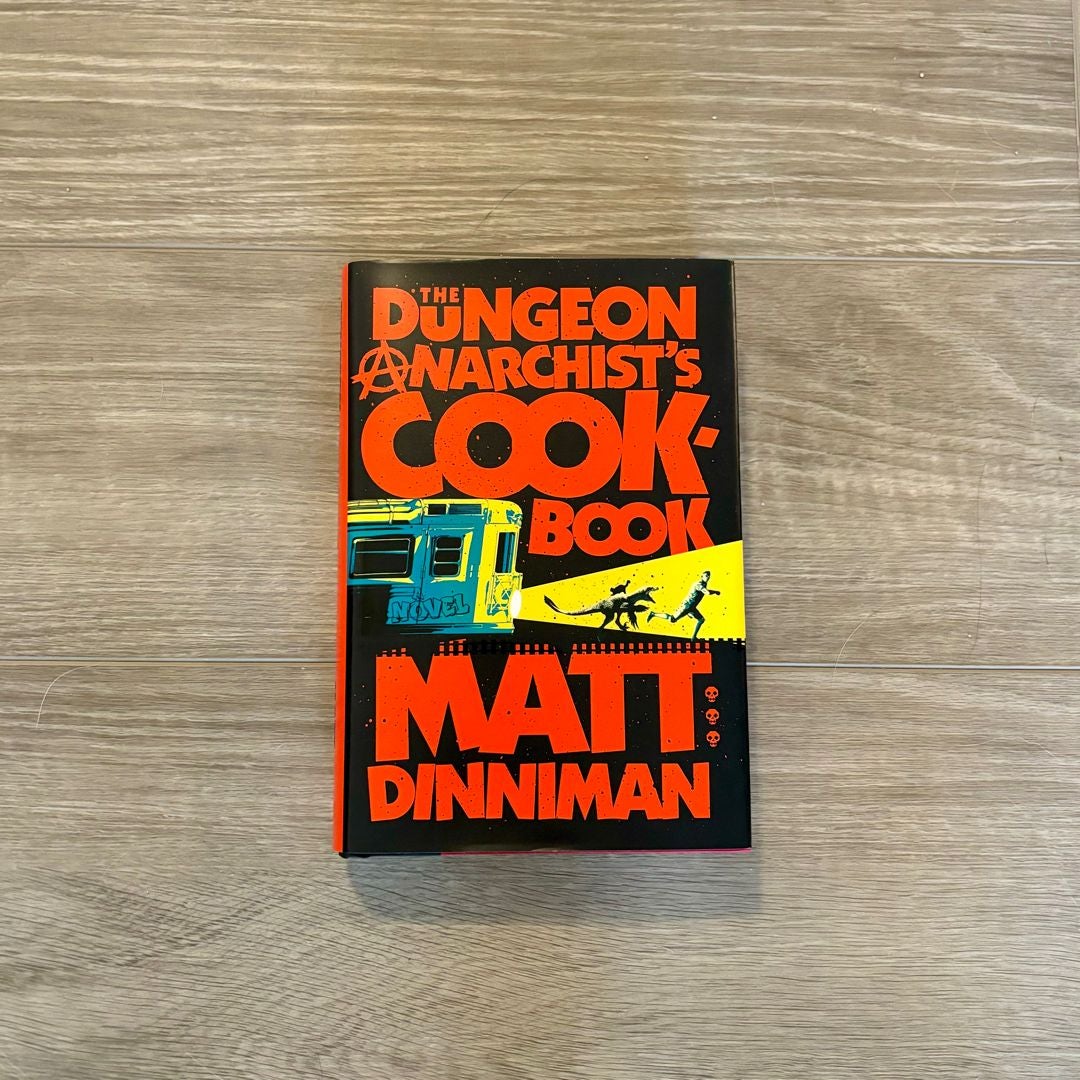 THE
DUNGEON
ANARCHIST'S
COOK-
BOOK
NOVEL
MATT
DINNIMAN